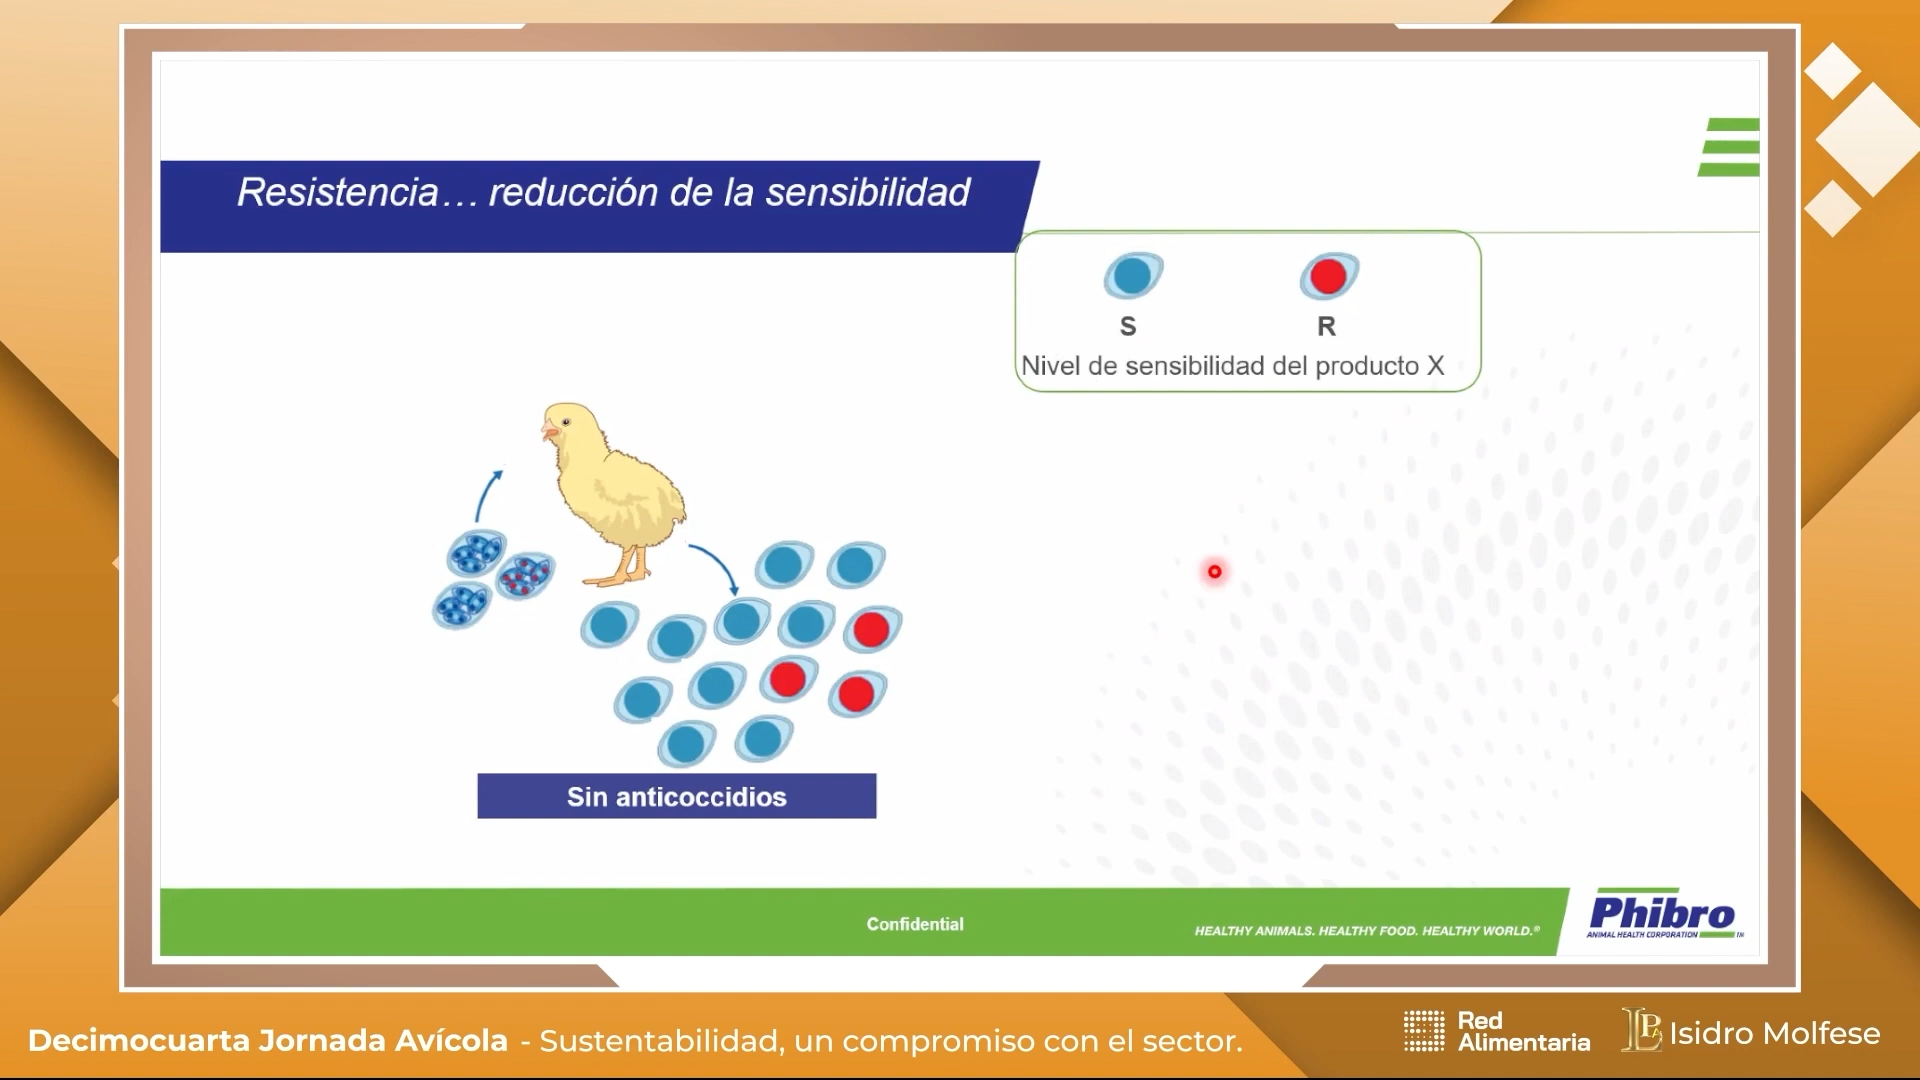 Resistencia… reducción de la sensibilidad
S
R
Nivel de sensibilidad del producto X
Sin anticoccidios
Confidential
HEALTHY ANIMALS. HEALTHY FOOD. HEALTHY WORLD.®
Phibro
ANIMAL HEALTH CORPORATION TM
Decimocuarta Jornada Avícola - Sustentabilidad, un compromiso con el sector.
Red
Alimentaria
Isidro Molfese